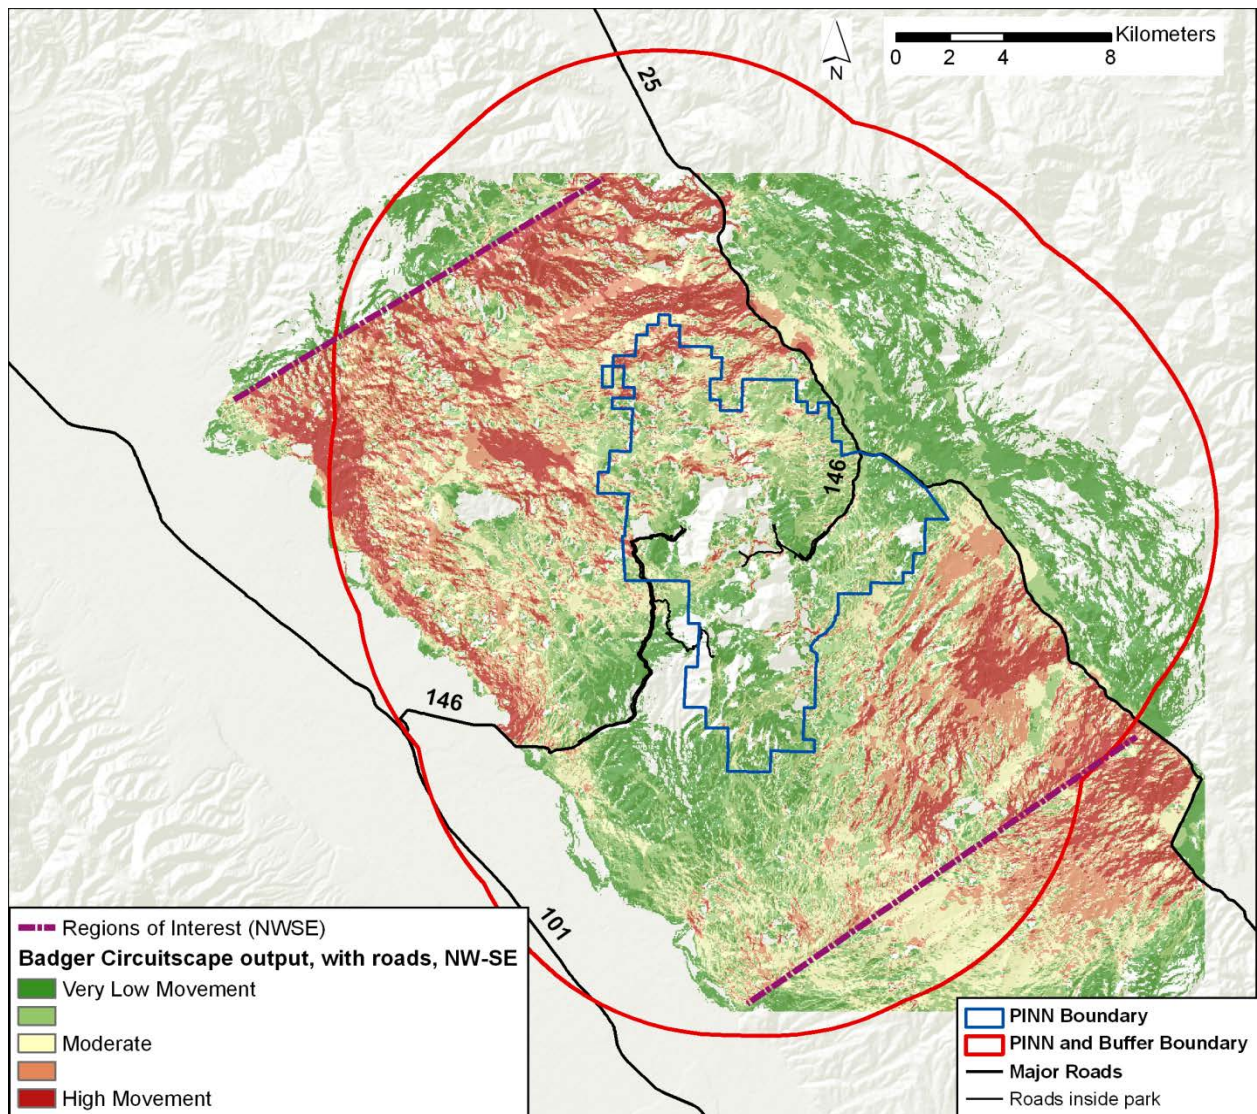 Kilometers
0 2 4 8
N
25
146
146
101
Regions of Interest (NWSE)
Badger Circuitscape output, with roads, NW-SE
Very Low Movement
Moderate
High Movement
PINN Boundary
PINN and Buffer Boundary
Major Roads
Roads inside park